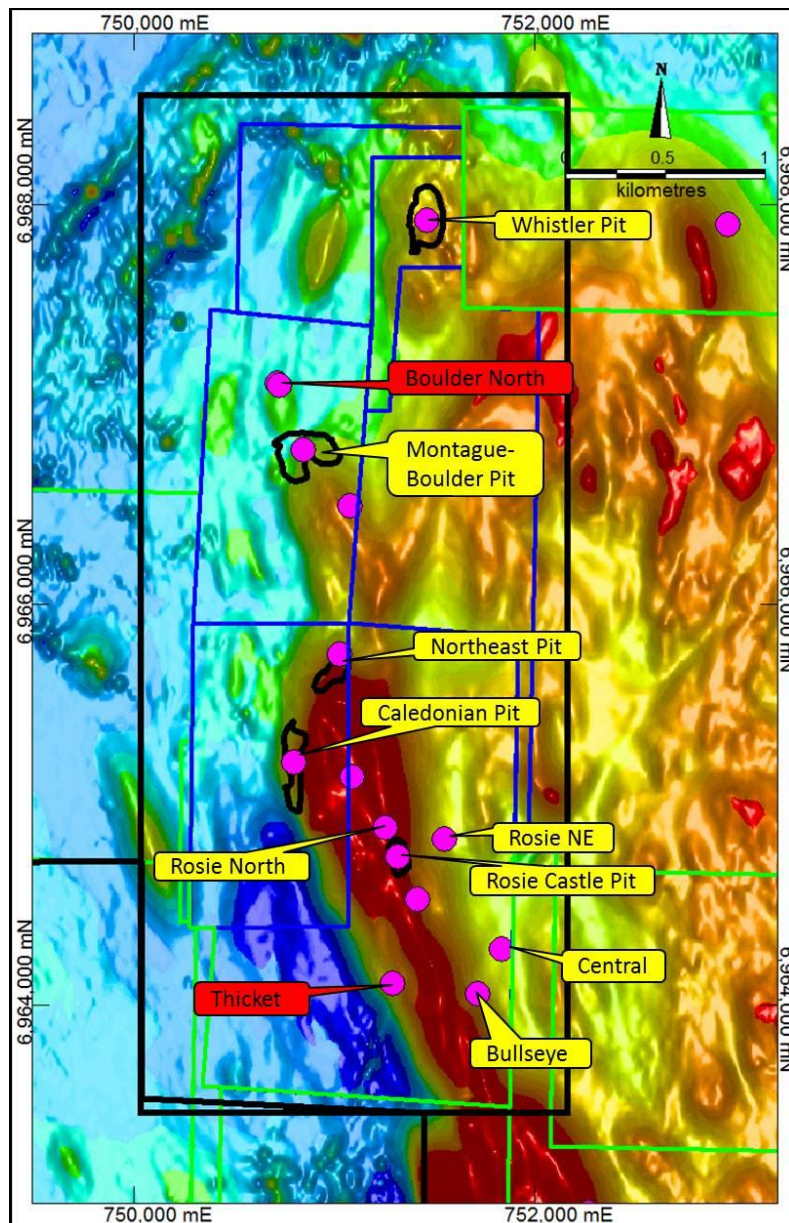 750,000 mE
752,000 mE
N
0
0.5
1
kilometres
6,968,000 mN
6,968,000 mN
Whistler Pit
Boulder North
Montague-
Boulder Pit
6,966,000 mN
6,966,000 mN
Northeast Pit
Caledonian Pit
Rosie North
Rosie NE
Rosie Castle Pit
Central
Thicket
Bullseye
6,964,000 mN
6,964,000 mN
750,000 mE
752,000 mE